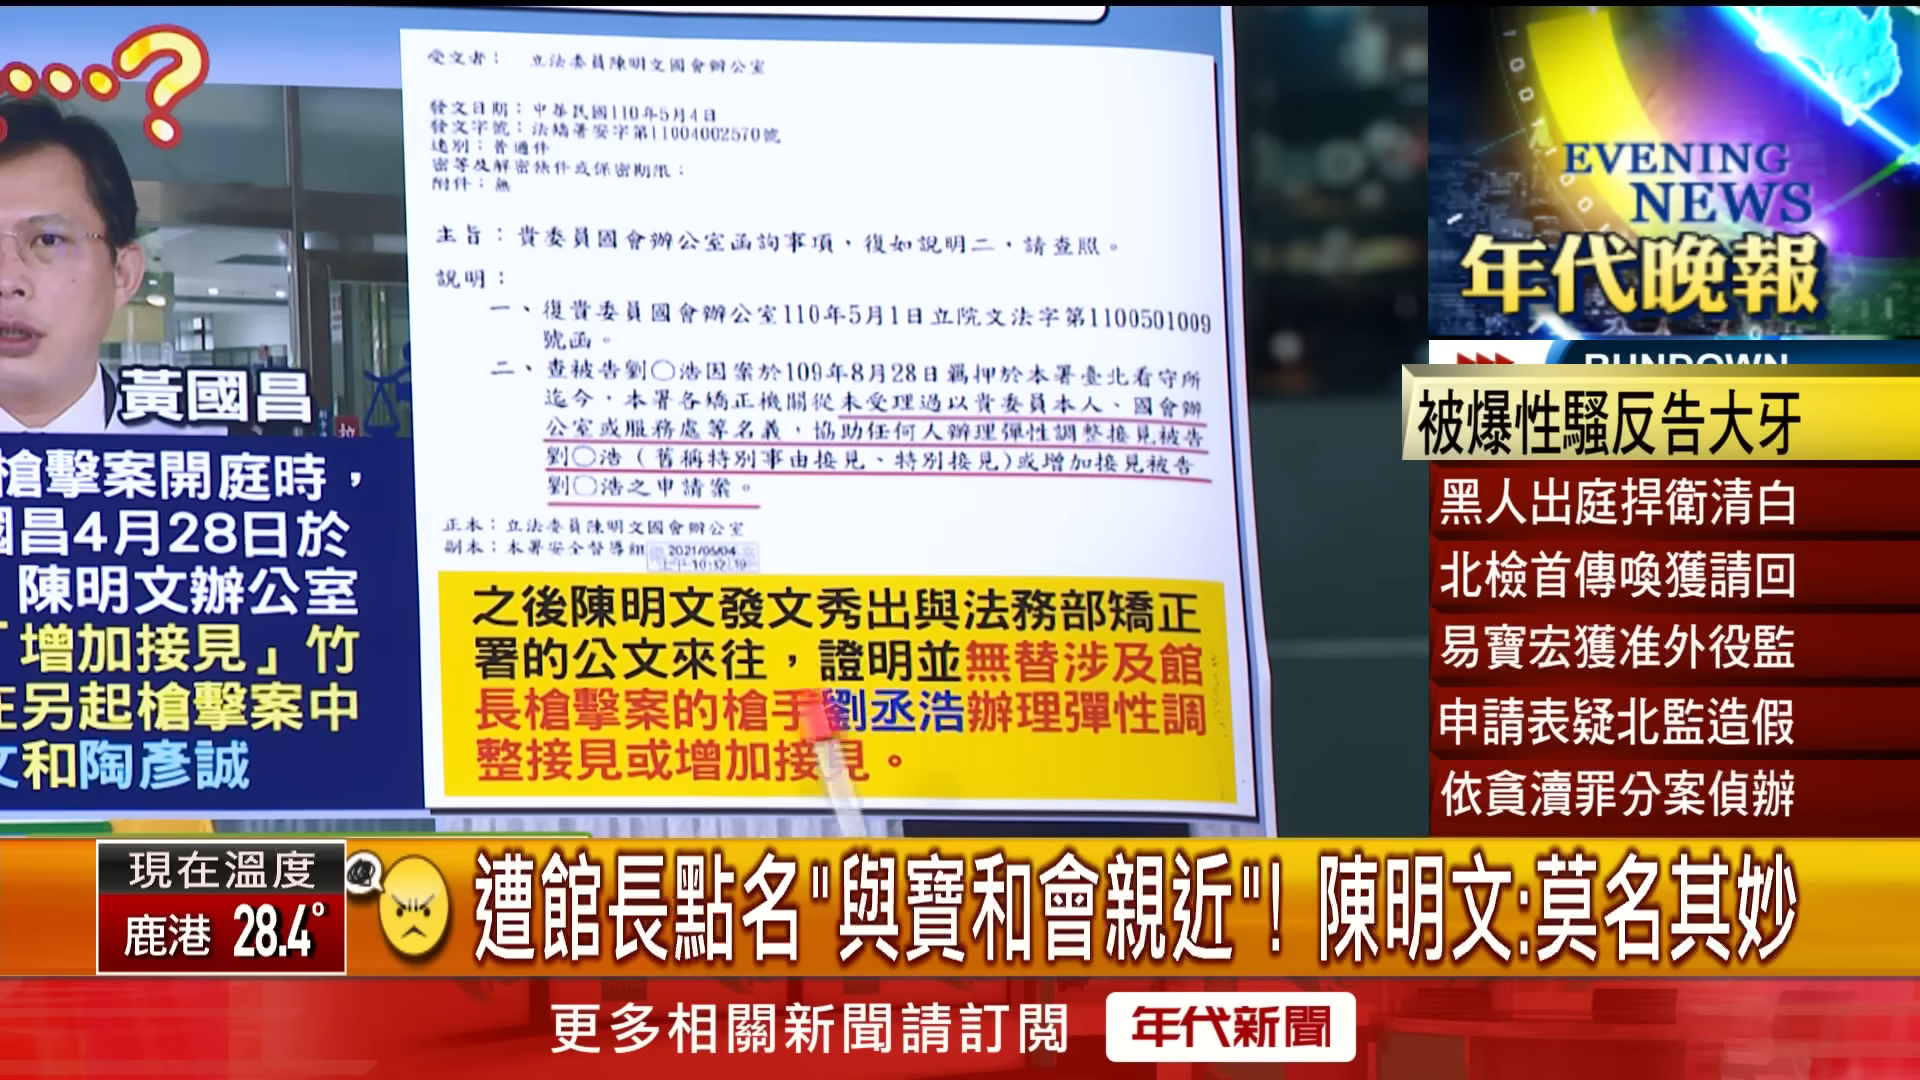 受文者： 立法委員陳明文國會辦公室
發文日期：中華民國110年5月4日
發文字號：法矯署安字第11004002570號
速別：普通件
密等及解密條件或保密期限：
附件：無
主旨：貴委員國會辦公室函詢事項，復如說明二，請查照。
說明：
一、復貴委員國會辦公室110年5月1日立院文法字第1100501009
號函。
二、查被告劉○浩因案於109年8月28日羈押於本署臺北看守所
迄今，本署各矯正機關從未受理過以貴委員本人、國會辦
公室或服務處等名義，協助任何人辦理彈性調整接見被告
劉○浩（舊稱特別事由接見、特別接見)或增加接見被告
劉○浩之申請案。
正本：立法委員陳明文國會辦公室
副本：本署安全督導組
2021/05/04
上午10:12:19
之後陳明文發文秀出與法務部矯正
署的公文來往，證明並無替涉及館
長槍擊案的槍手劉丞浩辦理彈性調
整接見或增加接見。
…?
黃國昌
槍擊案開庭時，
國昌4月28日於
陳明文辦公室
「增加接見」竹
在另起槍擊案中
文和陶彥誠
EVENING
NEWS
年代晚報
RUNDOWN
被爆性騷反告大牙
黑人出庭捍衛清白
北檢首傳喚獲請回
易寶宏獲准外役監
申請表疑北監造假
依貪瀆罪分案偵辦
現在溫度
鹿港 28.4°
遭館長點名"與寶和會親近"! 陳明文:莫名其妙
更多相關新聞請訂閱 年代新聞